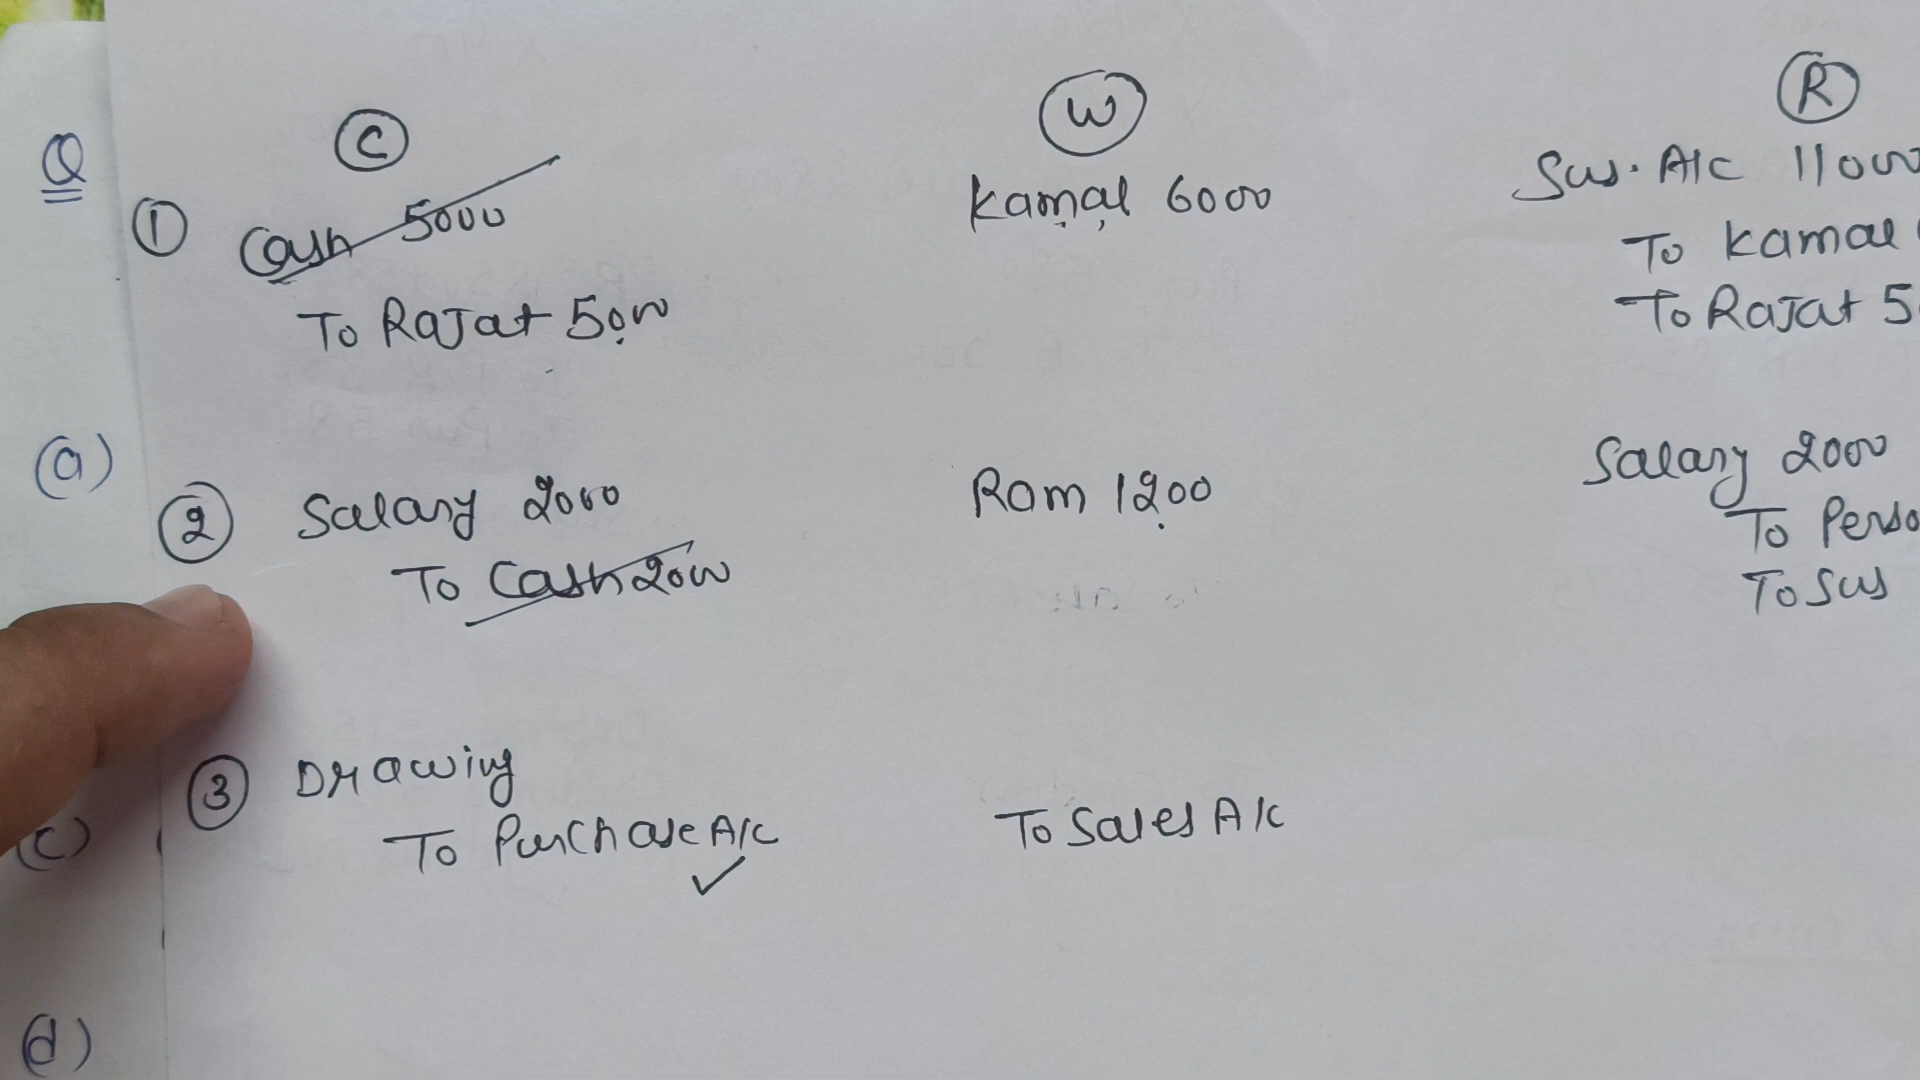 Q
C
W
R
1
Cash 5000
To Rajat 5000
Kamal 6000
Sus. A/c 11000
To Kamal
To Rajat 5
(a)
2
Salary 2000
To Cash 2000
Ram 1200
Salary 2000
To Perso
To Sus
(c)
3
Drawing
To Purchase A/c
To Sales A/c
(d)